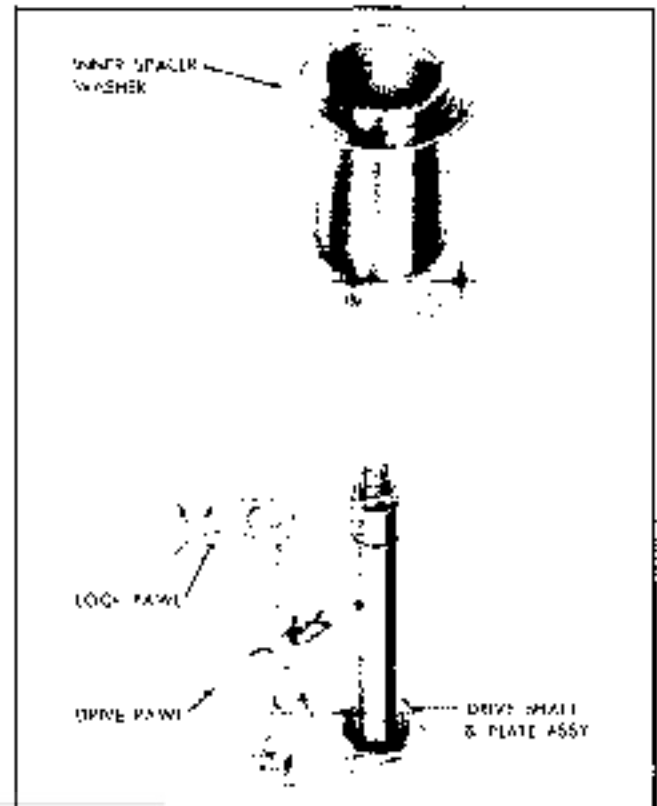 INNER SPACER
WASHER
LOCK PAWL
DRIVE PAWL
DRIVE SHAFT
& PLATE ASSY